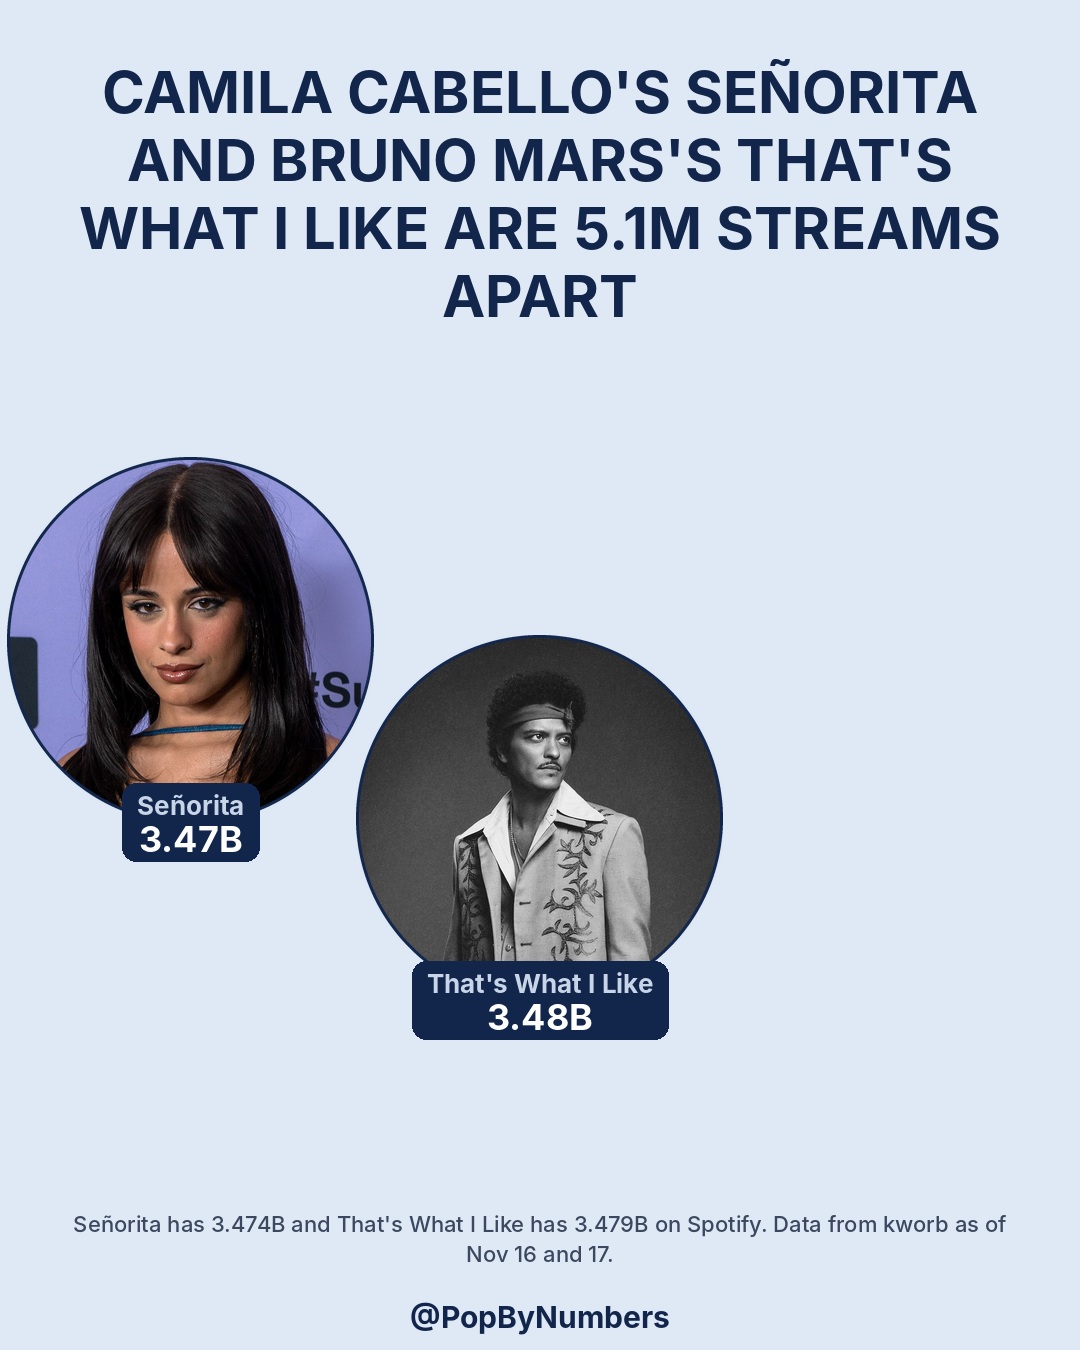 CAMILA CABELLO'S SEÑORITA
AND BRUNO MARS'S THAT'S
WHAT I LIKE ARE 5.1M STREAMS
APART
#Su
Señorita
3.47B
That's What I Like
3.48B
Señorita has 3.474B and That's What I Like has 3.479B on Spotify. Data from kworb as of
Nov 16 and 17.
@PopByNumbers